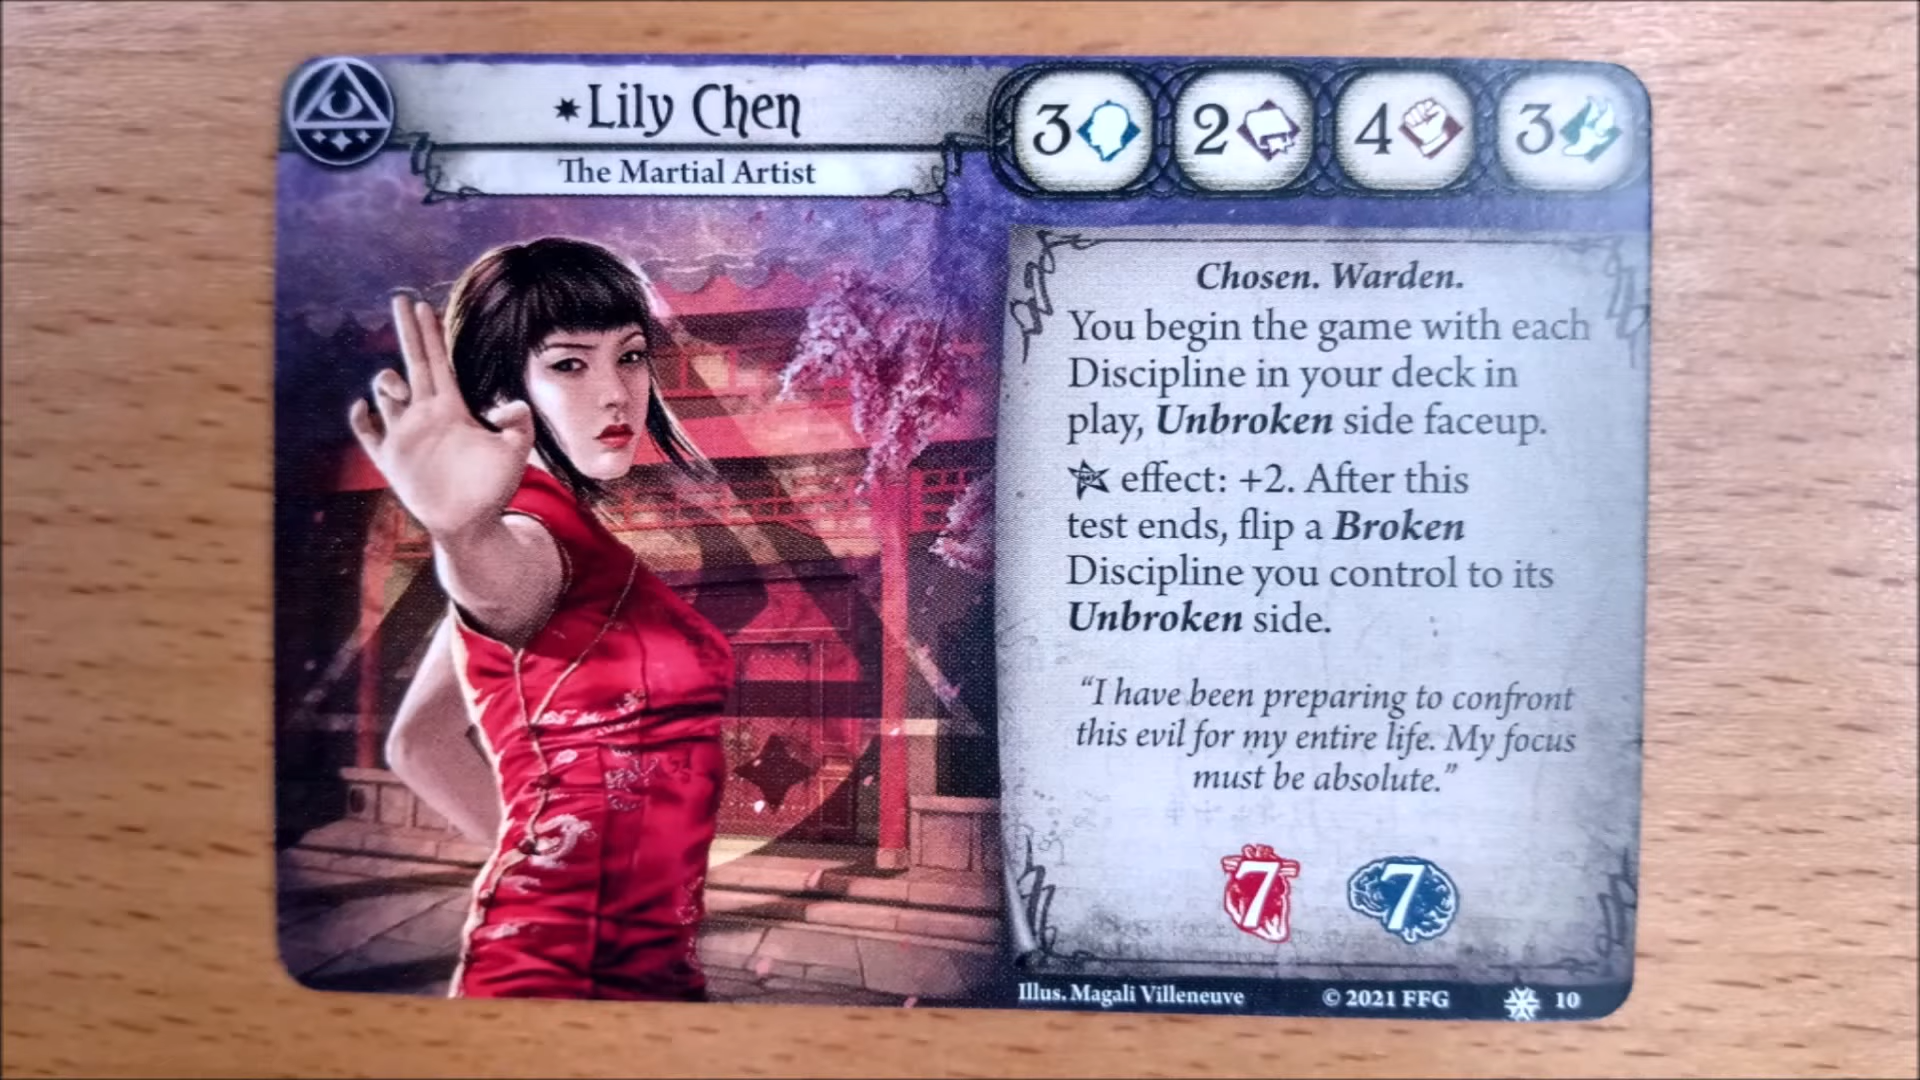 Lily Chen
The Martial Artist
3 2 4 3
Chosen. Warden.
You begin the game with each
Discipline in your deck in
play, Unbroken side faceup.
effect: +2. After this
test ends, flip a Broken
Discipline you control to its
Unbroken side.
“I have been preparing to confront
this evil for my entire life. My focus
must be absolute.”
7 7
Illus. Magali Villeneuve © 2021 FFG 10